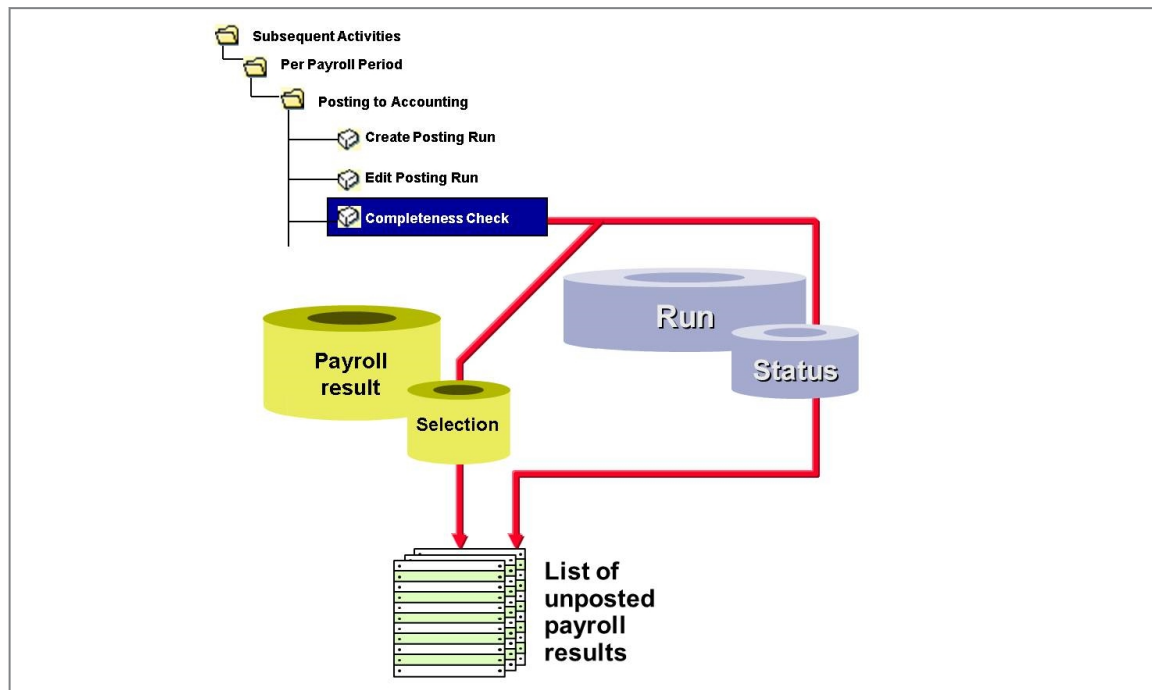 Subsequent Activities
Per Payroll Period
Posting to Accounting
Create Posting Run
Edit Posting Run
Completeness Check
Run
Status
Payroll
result
Selection
List of
unposted
payroll
results